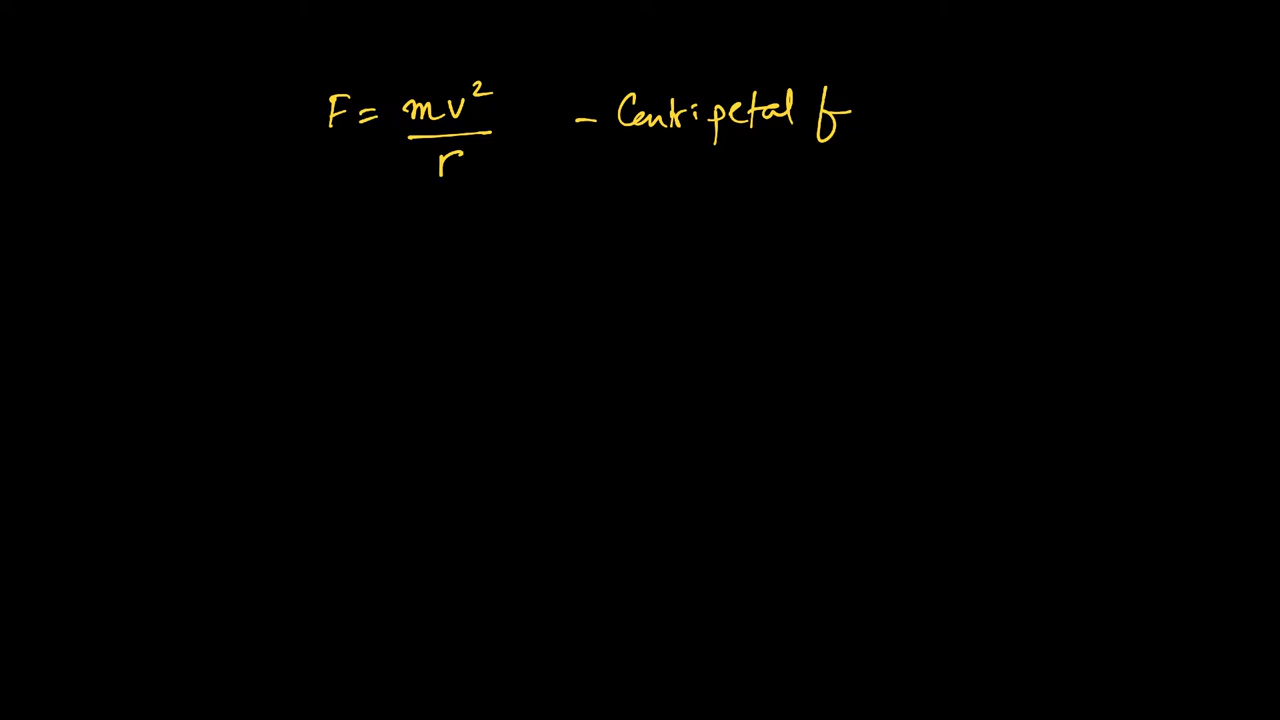 F = mv²/r - Centripetal f